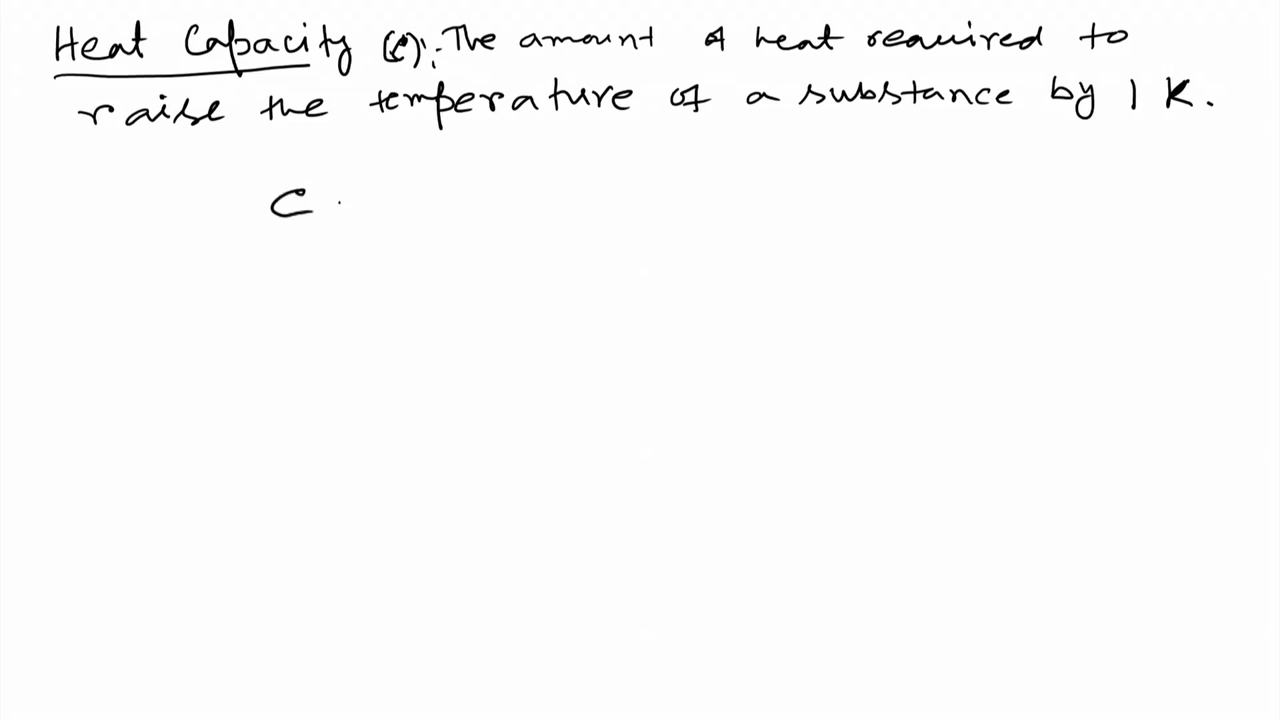 Heat Capacity (C): The amount of heat required to
raise the temperature of a substance by 1 K.
C